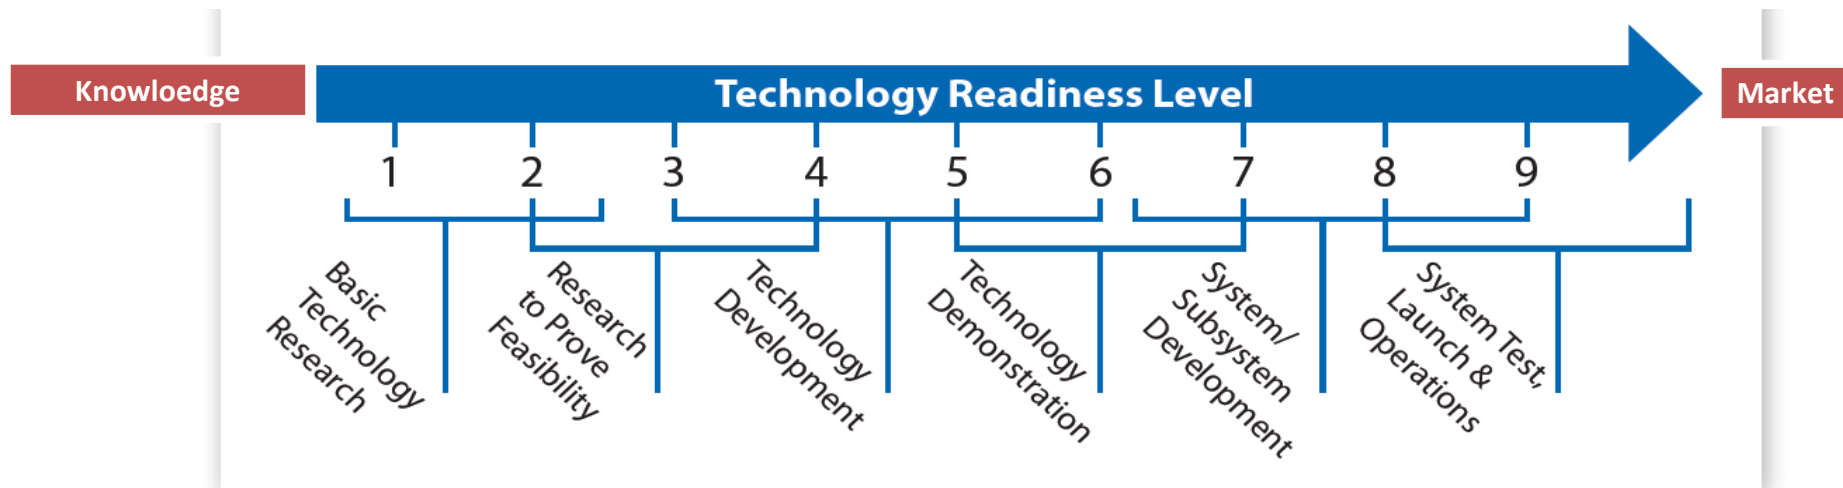 Knowloedge
Technology Readiness Level
Market
1 2 3 4 5 6 7 8 9
Basic
Technology
Research
Research
to Prove
Feasibility
Technology
Development
Technology
Demonstration
System/
Subsystem
Development
System Test,
Launch &
Operations